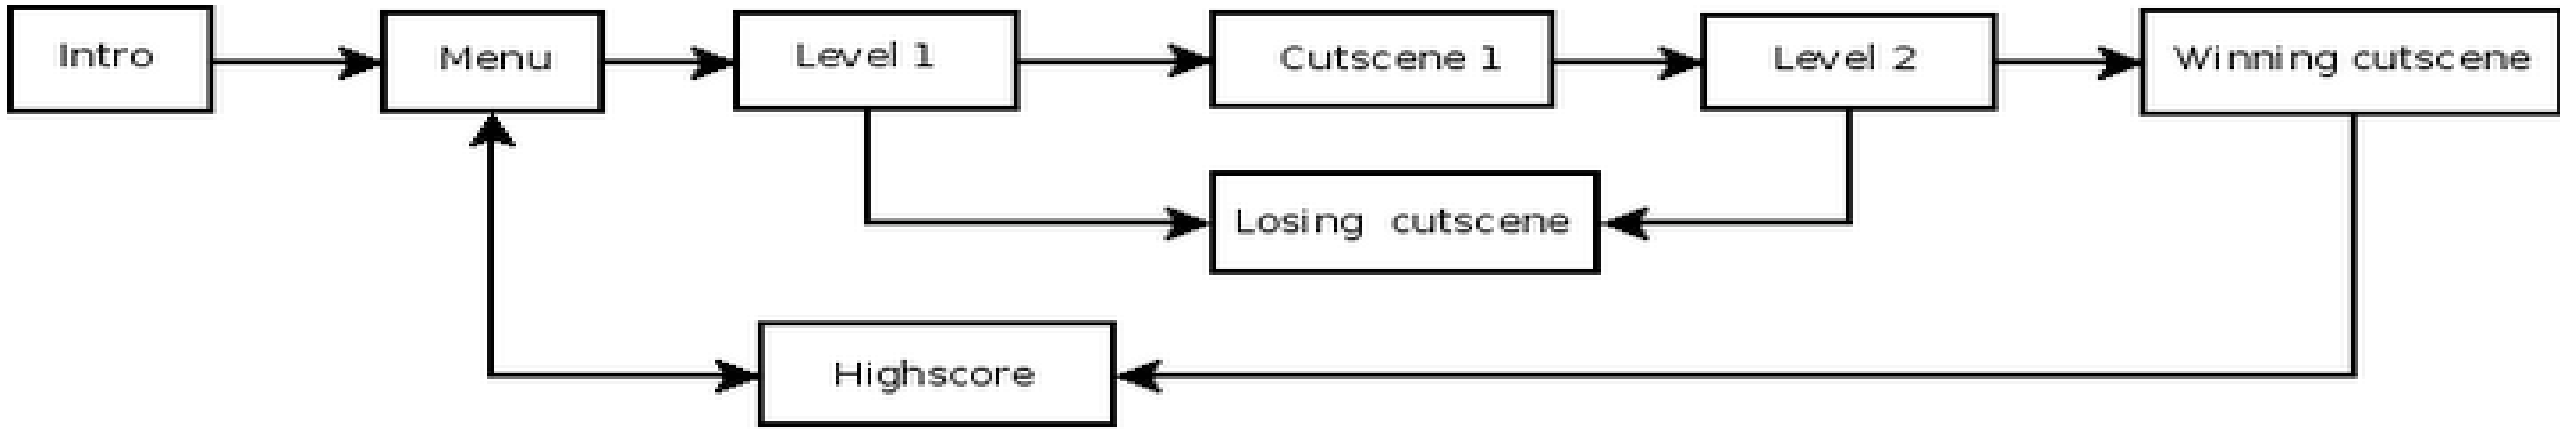 Intro
Menu
Level 1
Cutscene 1
Level 2
Winning cutscene
Losing cutscene
Highscore